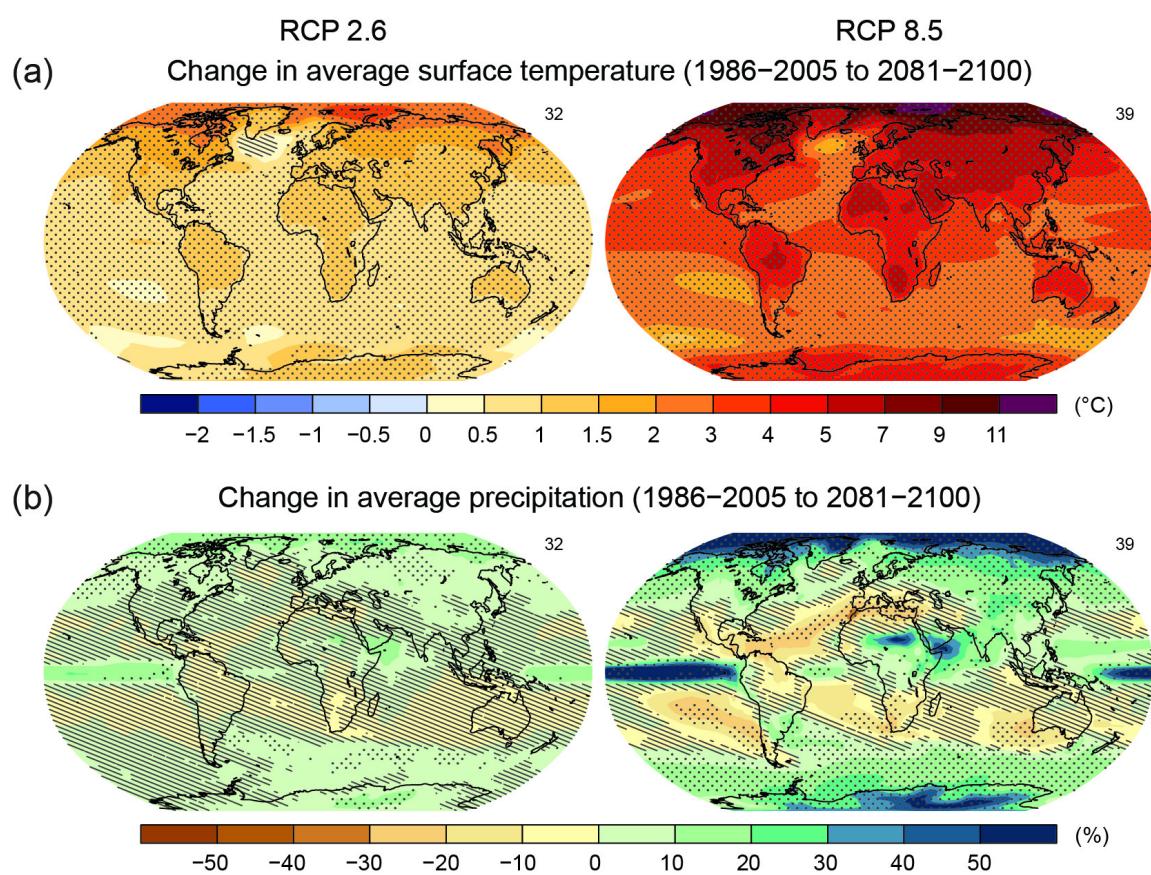 RCP 2.6 RCP 8.5
(a) Change in average surface temperature (1986−2005 to 2081−2100)
32 39
(°C)
−2 −1.5 −1 −0.5 0 0.5 1 1.5 2 3 4 5 7 9 11
(b) Change in average precipitation (1986−2005 to 2081−2100)
32 39
(%)
−50 −40 −30 −20 −10 0 10 20 30 40 50